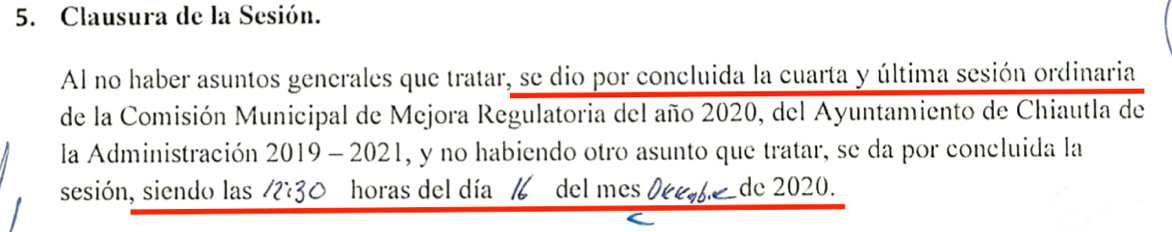 5. Clausura de la Sesión.
Al no haber asuntos generales que tratar, se dio por concluida la cuarta y última sesión ordinaria
de la Comisión Municipal de Mejora Regulatoria del año 2020, del Ayuntamiento de Chiautla de
la Administración 2019 – 2021, y no habiendo otro asunto que tratar, se da por concluida la
sesión, siendo las 12:30 horas del día 16 del mes Diciembre de 2020.